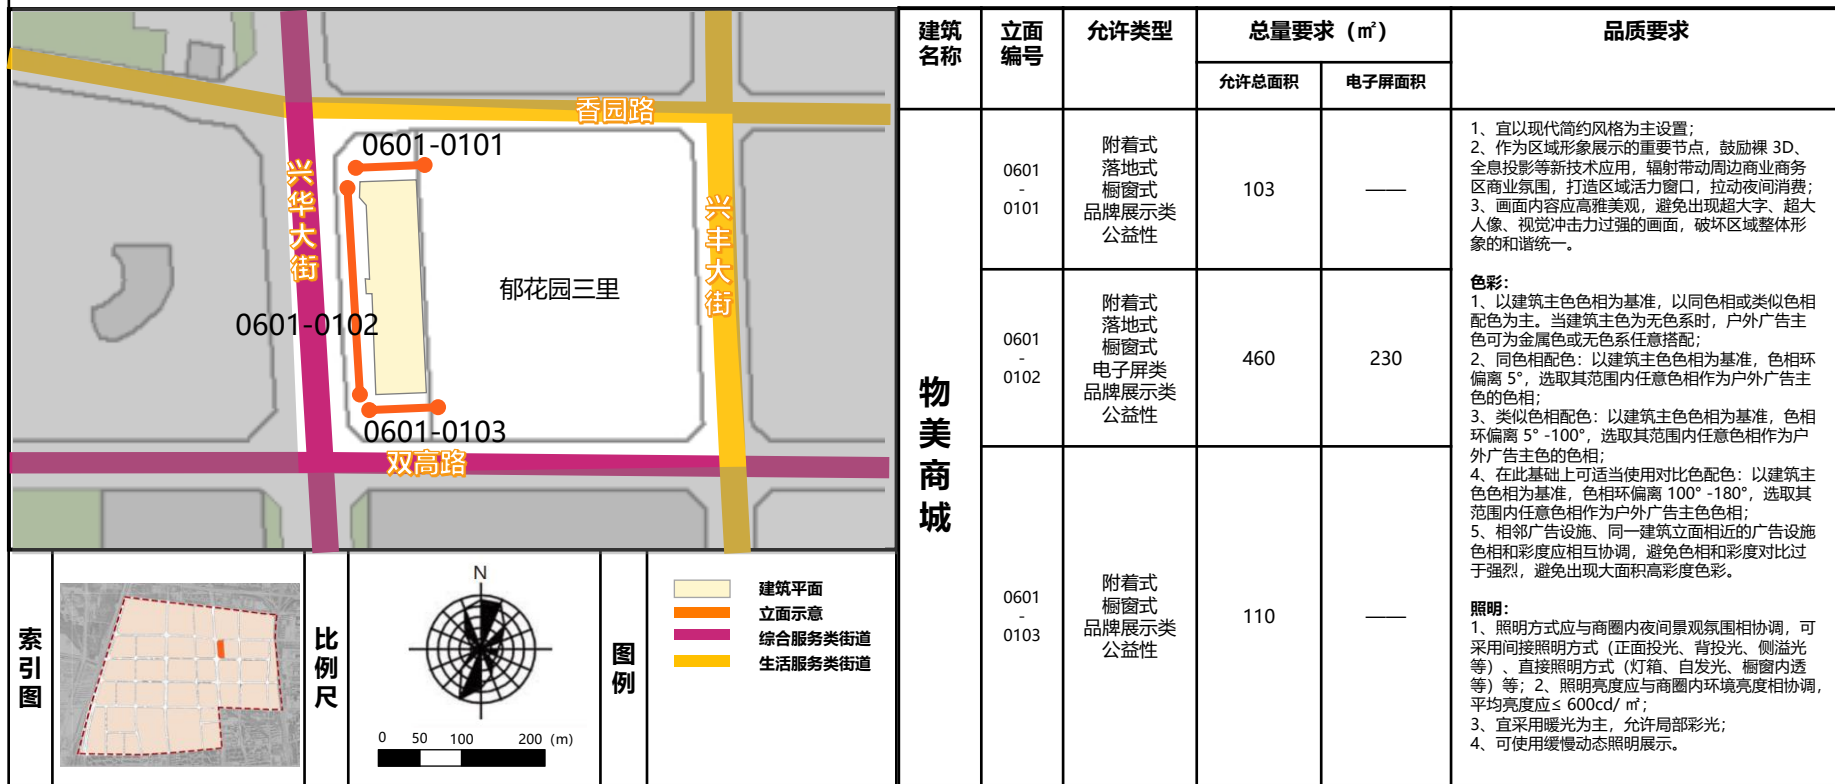 香园路
0601-0101
兴华大街
兴丰大街
郁花园三里
0601-0102
0601-0103
双高路
索引图
比例尺
N
0 50 100 200 (m)
图例
建筑平面
立面示意
综合服务类街道
生活服务类街道
建筑名称
立面编号
允许类型
总量要求（㎡）
允许总面积
电子屏面积
品质要求
物美商城
0601
-
0101
附着式
落地式
橱窗式
品牌展示类
公益性
103
——
0601
-
0102
附着式
落地式
橱窗式
电子屏类
品牌展示类
公益性
460
230
0601
-
0103
附着式
橱窗式
品牌展示类
公益性
110
——
1、宜以现代简约风格为主设置；
2、作为区域形象展示的重要节点，鼓励裸 3D、
全息投影等新技术应用，辐射带动周边商业商务
区商业氛围，打造区域活力窗口，拉动夜间消费；
3、画面内容应高雅美观，避免出现超大字、超大
人像、视觉冲击力过强的画面，破坏区域整体形
象的和谐统一。
色彩：
1、以建筑主色色相为基准，以同色相或类似色相
配色为主。当建筑主色为无色系时，户外广告主
色可为金属色或无色系任意搭配；
2、同色相配色：以建筑主色色相为基准，色相环
偏离 5°，选取其范围内任意色相作为户外广告主
色的色相；
3、类似色相配色：以建筑主色色相为基准，色相
环偏离 5° -100°，选取其范围内任意色相作为户
外广告主色的色相；
4、在此基础上可适当使用对比色配色：以建筑主
色色相为基准，色相环偏离 100° -180°，选取其
范围内任意色相作为户外广告主色色相；
5、相邻广告设施、同一建筑立面相近的广告设施
色相和彩度应相互协调，避免色相和彩度对比过
于强烈，避免出现大面积高彩度色彩。
照明：
1、照明方式应与商圈内夜间景观氛围相协调，可
采用间接照明方式（正面投光、背投光、侧溢光
等）、直接照明方式（灯箱、自发光、橱窗内透
等）等；2、照明亮度应与商圈内环境亮度相协调，
平均亮度应≤ 600cd/ ㎡；
3、宜采用暖光为主，允许局部彩光；
4、可使用缓慢动态照明展示。